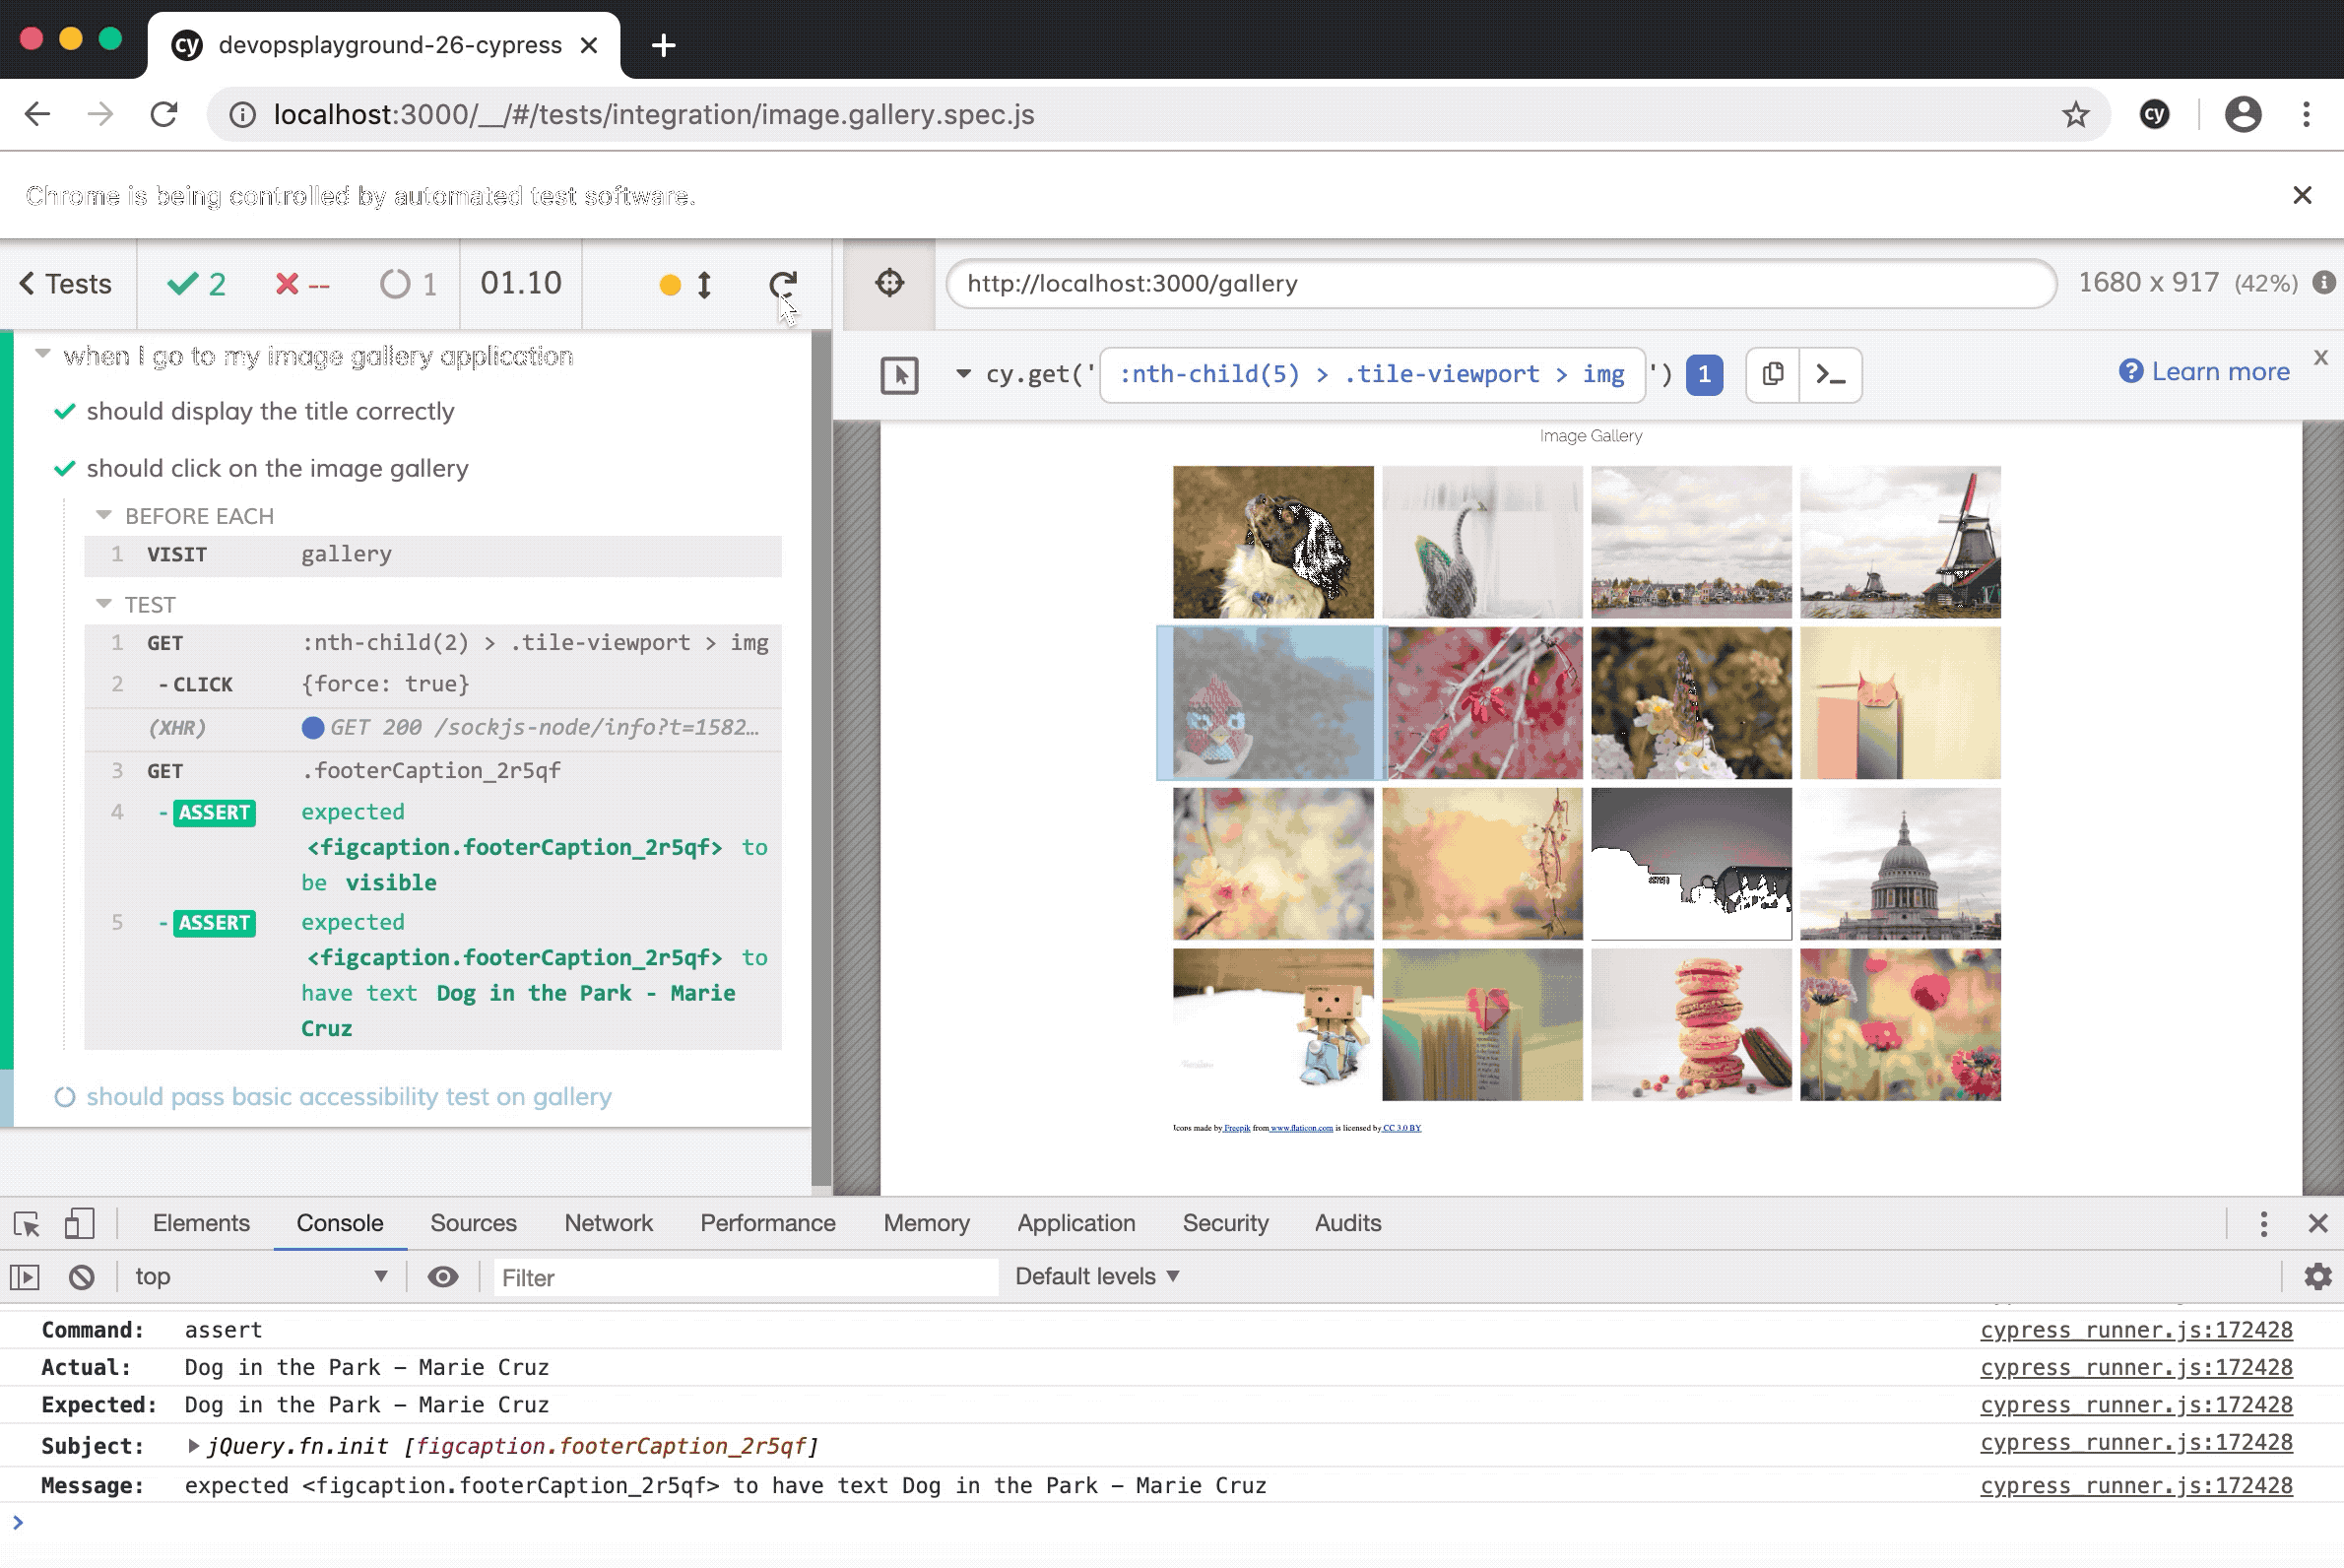 devopsplayground-26-cypress
localhost:3000/__/#/tests/integration/image.gallery.spec.js
cy
Chrome is being controlled by automated test software.
Tests 2 -- 1 01.10
http://localhost:3000/gallery 1680 x 917 (42%)
cy.get(' :nth-child(5) > .tile-viewport > img ') 1 >_ Learn more x
when I go to my image gallery application
should display the title correctly
should click on the image gallery
BEFORE EACH
1 VISIT gallery
TEST
1 GET :nth-child(2) > .tile-viewport > img
2 - CLICK {force: true}
(XHR) GET 200 /sockjs-node/info?t=1582…
3 GET .footerCaption_2r5qf
4 - ASSERT expected
<figcaption.footerCaption_2r5qf> to
be visible
5 - ASSERT expected
<figcaption.footerCaption_2r5qf> to
have text Dog in the Park - Marie
Cruz
should pass basic accessibility test on gallery
Image Gallery
Icons made by Freepik from www.flaticon.com is licensed by CC 3.0 BY
Elements Console Sources Network Performance Memory Application Security Audits
top Filter Default levels
Command: assert cypress_runner.js:172428
Actual: Dog in the Park – Marie Cruz cypress_runner.js:172428
Expected: Dog in the Park – Marie Cruz cypress_runner.js:172428
Subject: jQuery.fn.init [figcaption.footerCaption_2r5qf] cypress_runner.js:172428
Message: expected <figcaption.footerCaption_2r5qf> to have text Dog in the Park – Marie Cruz cypress_runner.js:172428